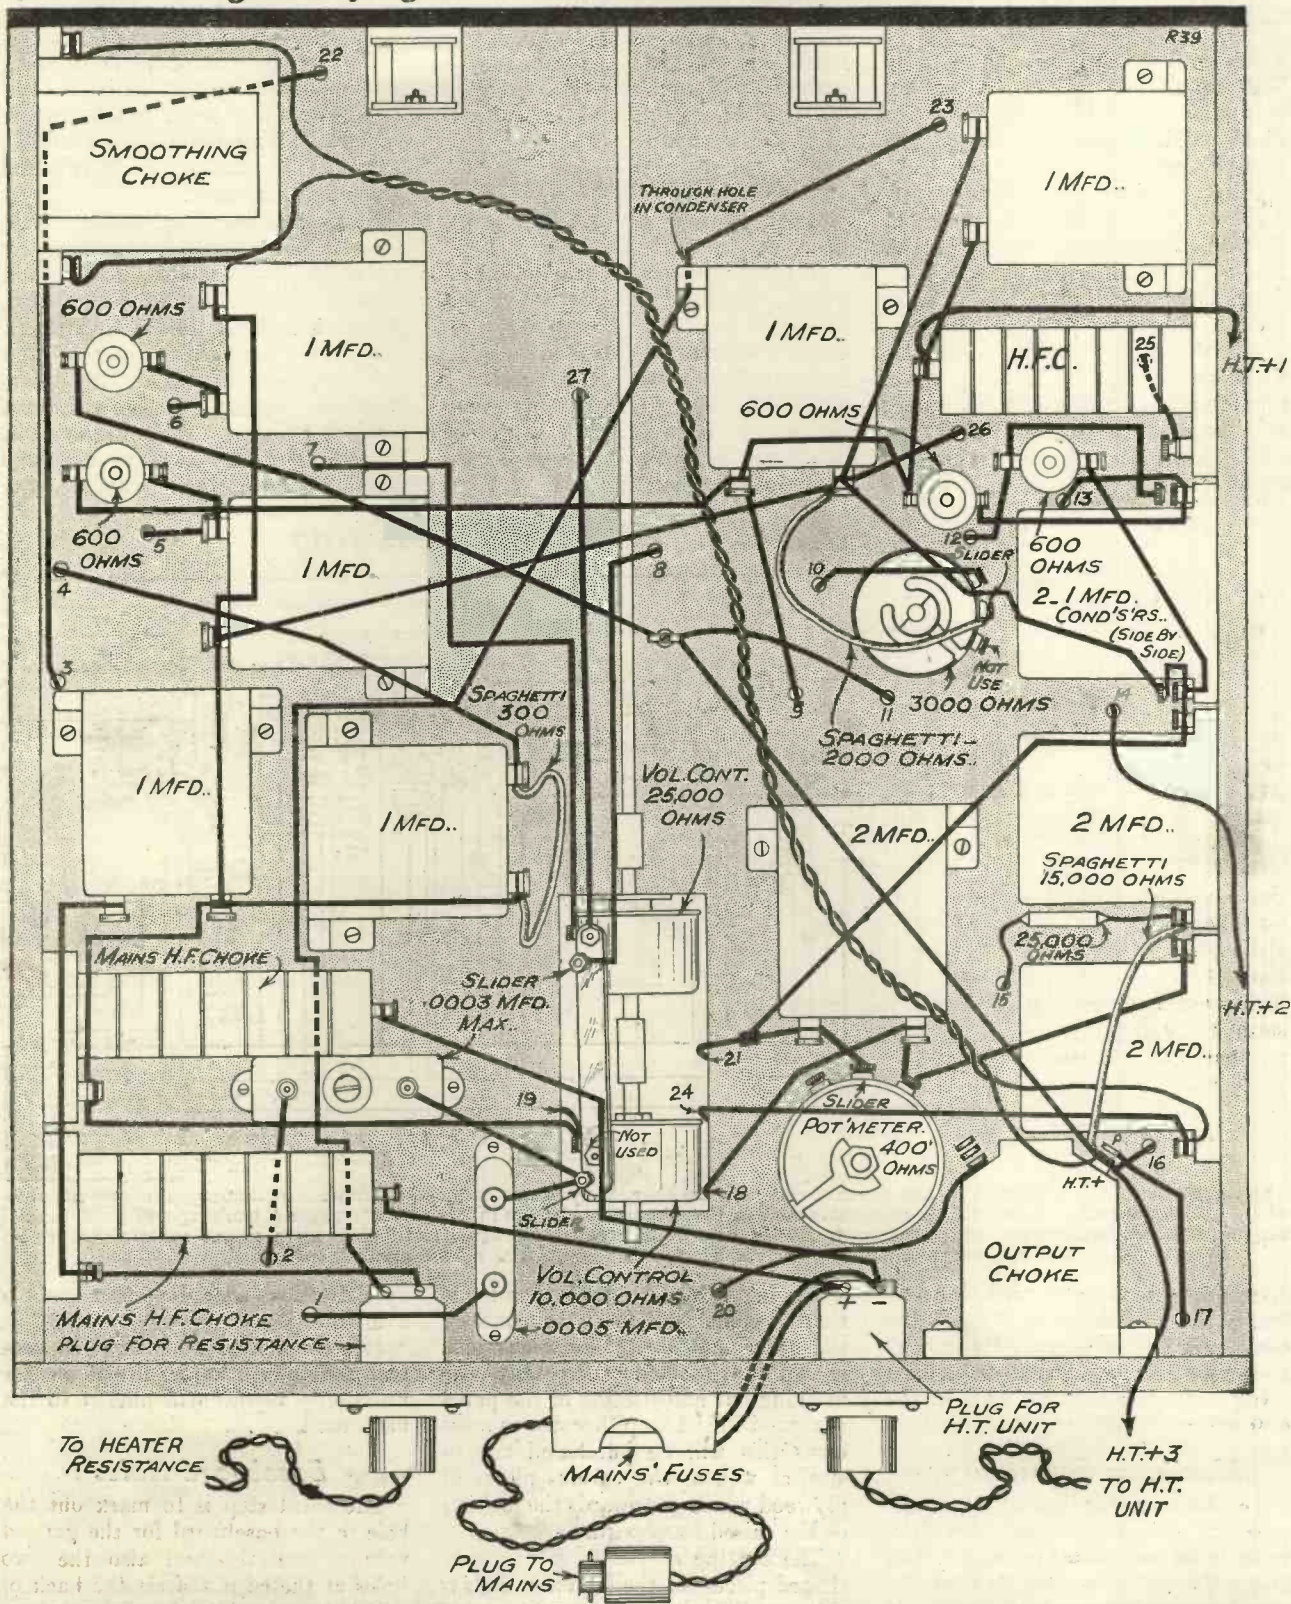 R39
22
SMOOTHING
CHOKE
23
1 MFD..
THROUGH HOLE
IN CONDENSER
600 OHMS
1 MFD..
1 MFD..
H.F.C.
25
H.T.+1
27
6
600 OHMS
26
7
13
5
600
OHMS
12
SLIDER
600
OHMS
4
1 MFD..
8
10
2-1 MFD.
COND'S'RS..
(SIDE BY
SIDE)
NOT
USE
3
9
11
3000 OHMS
14
SPAGHETTI
300
OHMS
SPAGHETTI-
2000 OHMS..
1 MFD..
1 MFD..
VOL.CONT.
25,000
OHMS
2 MFD..
2 MFD..
SPAGHETTI
15,000 OHMS
25,000
OHMS
MAINS H.F.CHOKE
SLIDER
.0003 MFD.
MAX..
15
H.T.+2
2 MFD..
21
19
24
SLIDER
POT'METER.
400
OHMS
NOT
USED
P
16
H.T.+
18
SLIDER
2
VOL.CONTROL
10,000 OHMS
20
+
-
OUTPUT
CHOKE
1
17
MAINS H.F.CHOKE
PLUG FOR RESISTANCE
.0005 MFD..
PLUG FOR
H.T. UNIT
TO HEATER
RESISTANCE
MAINS' FUSES
H.T.+3
TO H.T.
UNIT
PLUG TO
MAINS